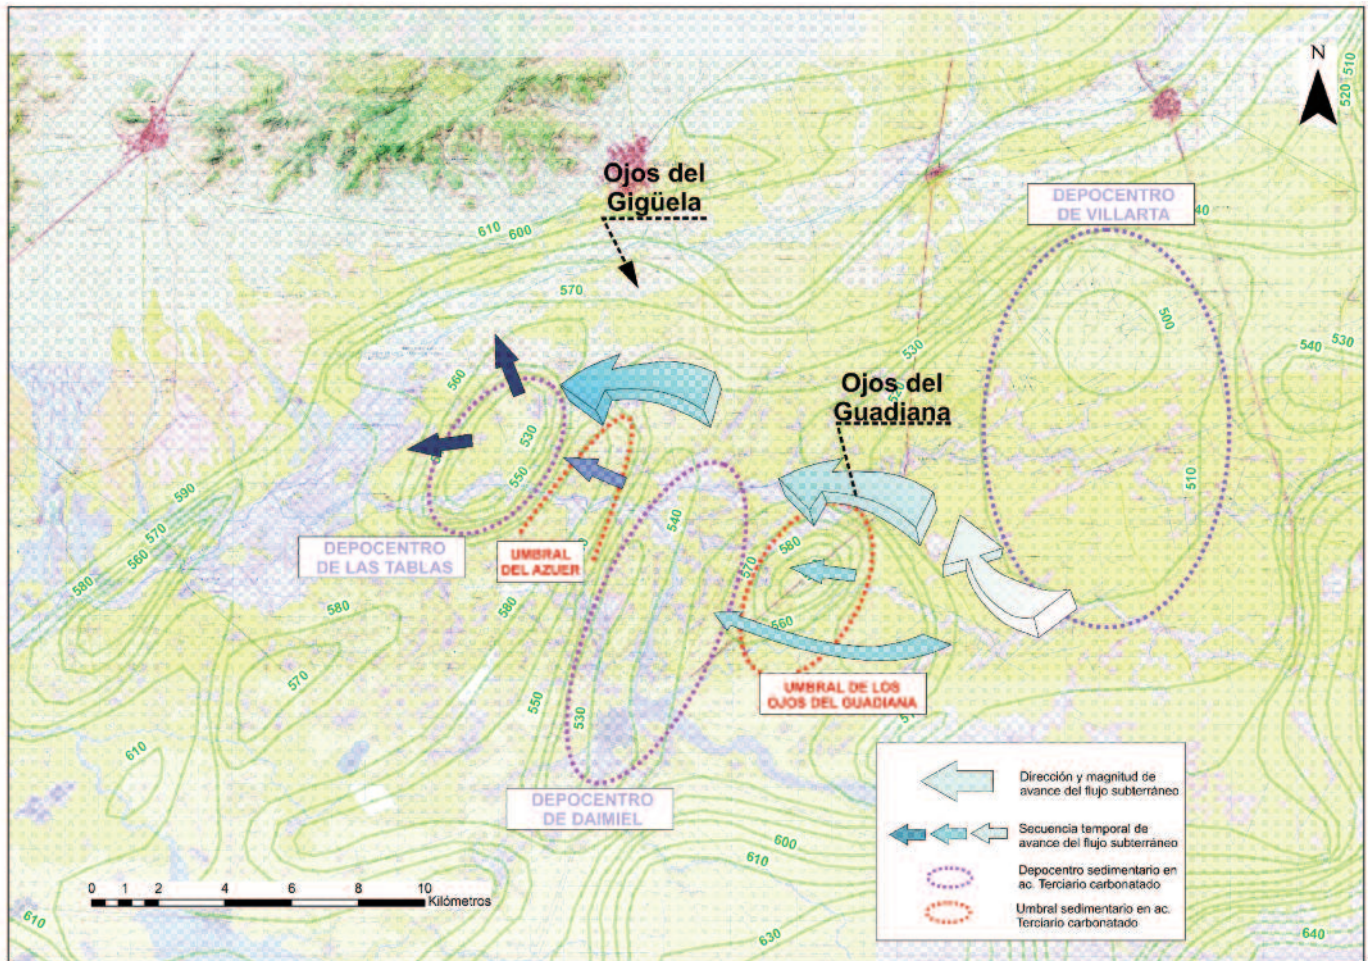 N
510
520
Ojos del
Gigüela
DEPOCENTRO
DE VILLARTA
610
600
570
500
530
540
530
560
Ojos del
Guadiana
530
550
510
590
570
560
580
DEPOCENTRO
DE LAS TABLAS
UMBRAL
DEL AZUER
540
580
570
560
580
580
570
550
530
UMBRAL DE LOS
OJOS DEL GUADIANA
610
DEPOCENTRO
DE DAIMIEL
600
610
630
610
640
0 1 2 4 6 8 10
Kilómetros
Dirección y magnitud de
avance del flujo subterráneo
Secuencia temporal de
avance del flujo subterráneo
Depocentro sedimentario en
ac. Terciario carbonatado
Umbral sedimentario en ac.
Terciario carbonatado